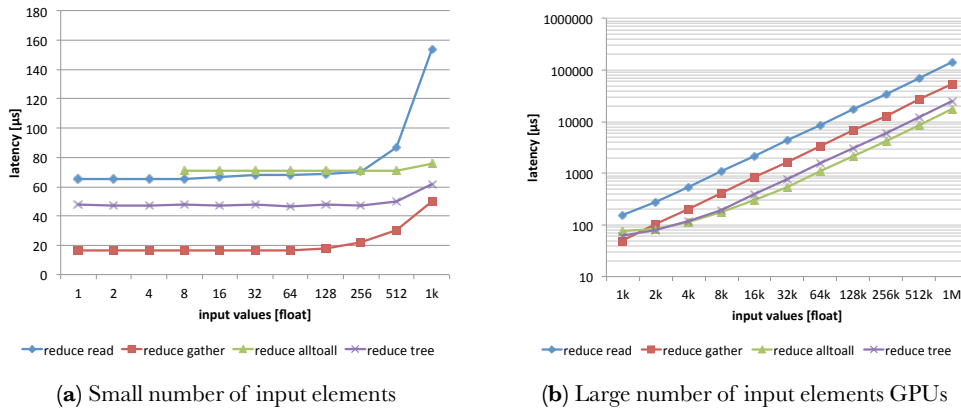 180
160
140
120
100
80
60
40
20
0
latency [µs]
1 2 4 8 16 32 64 128 256 512 1k
input values [float]
reduce read reduce gather reduce alltoall reduce tree
(a) Small number of input elements
1000000
100000
10000
1000
100
10
latency [µs]
1k 2k 4k 8k 16k 32k 64k 128k 256k 512k 1M
input values [float]
reduce read reduce gather reduce alltoall reduce tree
(b) Large number of input elements GPUs